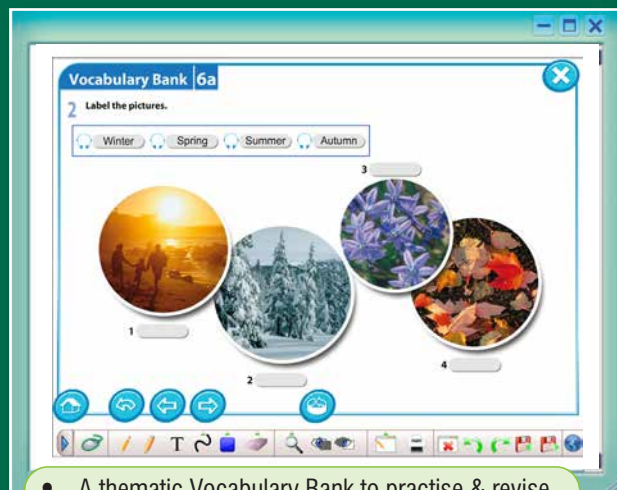 Vocabulary Bank 6a
2 Label the pictures.
Winter Spring Summer Autumn
3
1
2
4
T
• A thematic Vocabulary Bank to practise & revise